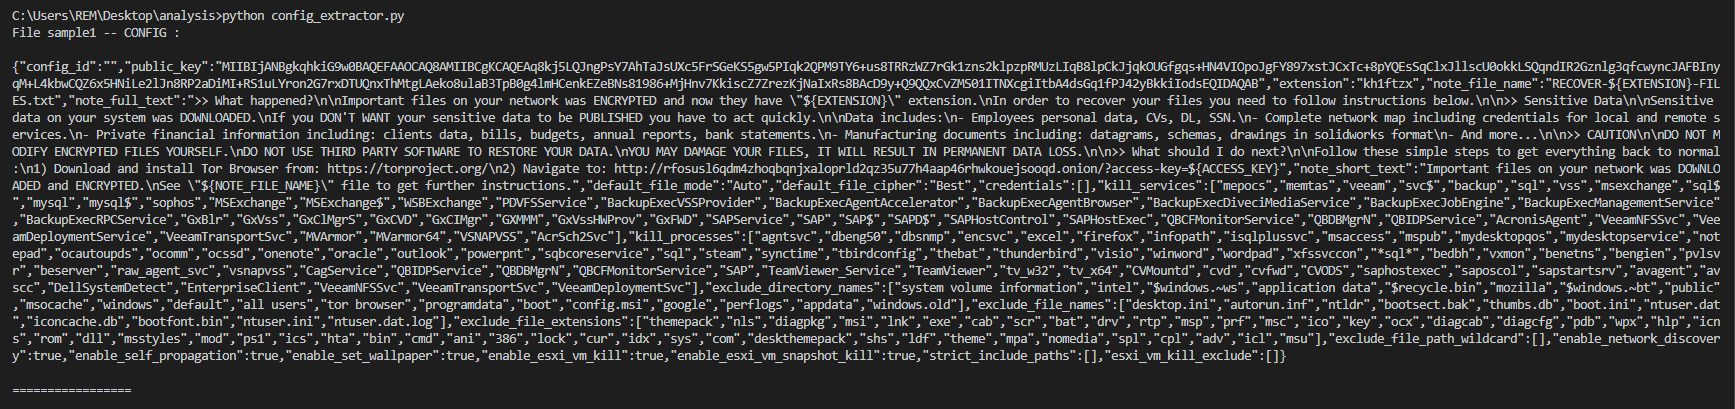 C:\Users\REM\Desktop\analysis>python config_extractor.py
File sample1 -- CONFIG :
{"config_id":"","public_key":"MIIBIjANBgkqhkiG9w0BAQEFAAOCAQ8AMIIBCgKCAQEAq8kj5LQJngPsY7AhTaJsUXc5FrSGeKS5gw5PIqk2QPM9TY6+us8TRRzWZ7rGk1zns2klpzpRMUzLIqB8lpCkJjqkOUGfgqs+HN4VIOpoJgFY897xstJCxTc+8pYQEsSqClxJllscU0okkLSQqndIR2Gznlg3qfcwyncJAFBIny
qM+L4kbwCQZ6x5HNiLe2lJn8RP2aDiMI+RS1uLYron2G7rxDTUQnxThMtgLAeko8ulaB3TpB0g4lmHCenkEZeBNs81986+MjHnv7KkiscZ7ZrezKjNaIxRs8BAcD9y+Q9QQxCvZMS01ITNXcgiItbA4dsGq1fPJ42yBkkiIodsEQIDAQAB","extension":"kh1ftzx","note_file_name":"RECOVER-${EXTENSION}-FIL
ES.txt","note_full_text":">> What happened?\n\nImportant files on your network was ENCRYPTED and now they have \"${EXTENSION}\" extension.\nIn order to recover your files you need to follow instructions below.\n\n>> Sensitive Data\n\nSensitive
data on your system was DOWNLOADED.\nIf you DON'T WANT your sensitive data to be PUBLISHED you have to act quickly.\n\nData includes:\n- Employees personal data, CVs, DL, SSN.\n- Complete network map including credentials for local and remote s
ervices.\n- Private financial information including: clients data, bills, budgets, annual reports, bank statements.\n- Manufacturing documents including: datagrams, schemas, drawings in solidworks format\n- And more...\n\n>> CAUTION\n\nDO NOT M
ODIFY ENCRYPTED FILES YOURSELF.\nDO NOT USE THIRD PARTY SOFTWARE TO RESTORE YOUR DATA.\nYOU MAY DAMAGE YOUR FILES, IT WILL RESULT IN PERMANENT DATA LOSS.\n\n>> What should I do next?\n\nFollow these simple steps to get everything back to normal
:\n1) Download and install Tor Browser from: https://torproject.org/\n2) Navigate to: http://rfosusl6qdm4zhoqbqnjxaloprld2qz35u77h4aap46rhwkouejsooqd.onion/?access-key=${ACCESS_KEY}","note_short_text":"Important files on your network was DOWNLO
ADED and ENCRYPTED.\nSee \"${NOTE_FILE_NAME}\" file to get further instructions.","default_file_mode":"Auto","default_file_cipher":"Best","credentials":[],"kill_services":["mepocs","memtas","veeam","svc$","backup","sql","vss","msexchange","sql$
","mysql","mysql$","sophos","MSExchange","MSExchange$","WSBExchange","PDVFSService","BackupExecVSSProvider","BackupExecAgentAccelerator","BackupExecAgentBrowser","BackupExecDiveciMediaService","BackupExecJobEngine","BackupExecManagementService"
,"BackupExecRPCService","GxBlr","GxVss","GxClMgrS","GxCVD","GxCIMgr","GXMMM","GxVssHWProv","GxFWD","SAPService","SAP","SAP$","SAPD$","SAPHostControl","SAPHostExec","QBCFMonitorService","QBDBMgrN","QBIDPService","AcronisAgent","VeeamNFSSvc","Vee
amDeploymentService","VeeamTransportSvc","MVArmor","MVarmor64","VSNAPVSS","AcrSch2Svc"],"kill_processes":["agntsvc","dbeng50","dbsnmp","encsvc","excel","firefox","infopath","isqlplussvc","msaccess","mspub","mydesktopqos","mydesktopservice","not
epad","ocautoupds","ocomm","ocssd","onenote","oracle","outlook","powerpnt","sqbcoreservice","sql","steam","synctime","tbirdconfig","thebat","thunderbird","visio","winword","wordpad","xfssvccon","*sql*","bedbh","vxmon","benetns","bengien","pvlsv
r","beserver","raw_agent_svc","vsnapvss","CagService","QBIDPService","QBDBMgrN","QBCFMonitorService","SAP","TeamViewer_Service","TeamViewer","tv_w32","tv_x64","CVMountd","cvd","cvfwd","CVODS","saphostexec","saposcol","sapstartsrv","avagent","av
scc","DellSystemDetect","EnterpriseClient","VeeamNFSSvc","VeeamTransportSvc","VeeamDeploymentSvc"],"exclude_directory_names":["system volume information","intel","$windows.~ws","application data","$recycle.bin","mozilla","$windows.~bt","public"
,"msocache","windows","default","all users","tor browser","programdata","boot","config.msi","google","perflogs","appdata","windows.old"],"exclude_file_names":["desktop.ini","autorun.inf","ntldr","bootsect.bak","thumbs.db","boot.ini","ntuser.dat
","iconcache.db","bootfont.bin","ntuser.ini","ntuser.dat.log"],"exclude_file_extensions":["themepack","nls","diagpkg","msi","lnk","exe","cab","scr","bat","drv","rtp","msp","prf","msc","ico","key","ocx","diagcab","diagcfg","pdb","wpx","hlp","icn
s","rom","dll","msstyles","mod","ps1","ics","hta","bin","cmd","ani","386","lock","cur","idx","sys","com","deskthemepack","shs","ldf","theme","mpa","nomedia","spl","cpl","adv","icl","msu"],"exclude_file_path_wildcard":[],"enable_network_discover
y":true,"enable_self_propagation":true,"enable_set_wallpaper":true,"enable_esxi_vm_kill":true,"enable_esxi_vm_snapshot_kill":true,"strict_include_paths":[],"esxi_vm_kill_exclude":[]}
=================